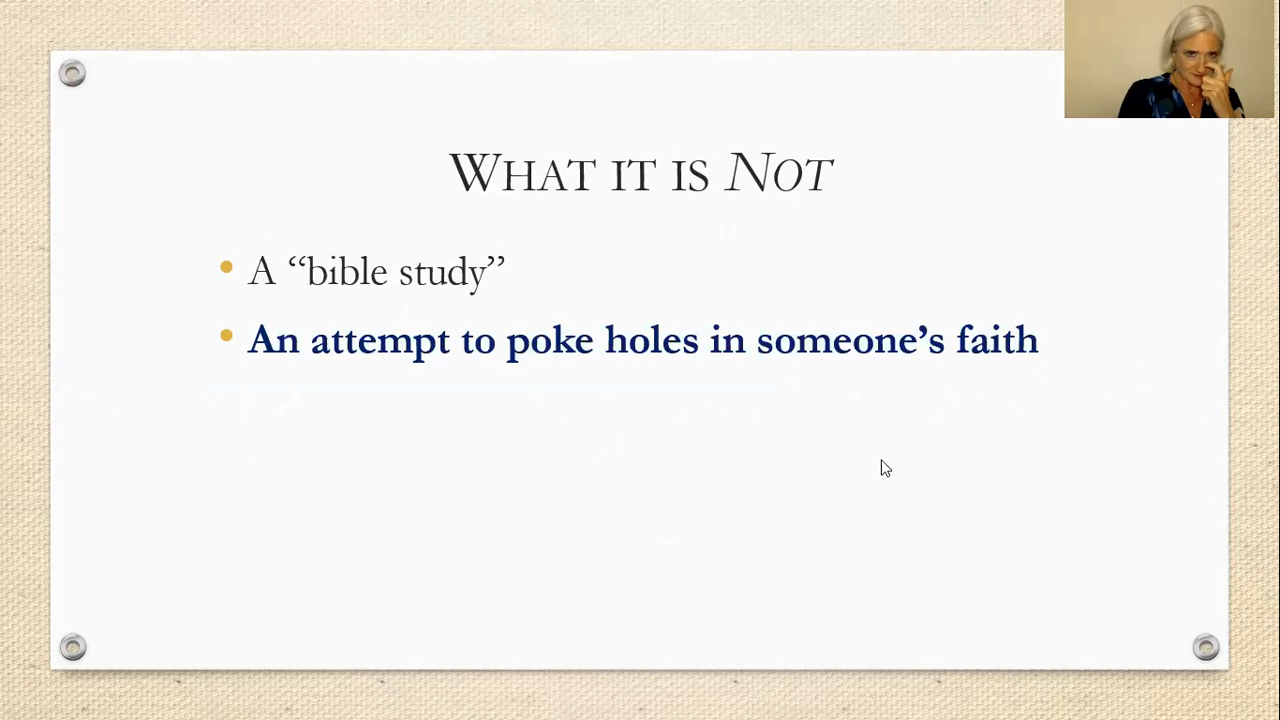 WHAT IT IS NOT
• A “bible study”
• An attempt to poke holes in someone’s faith